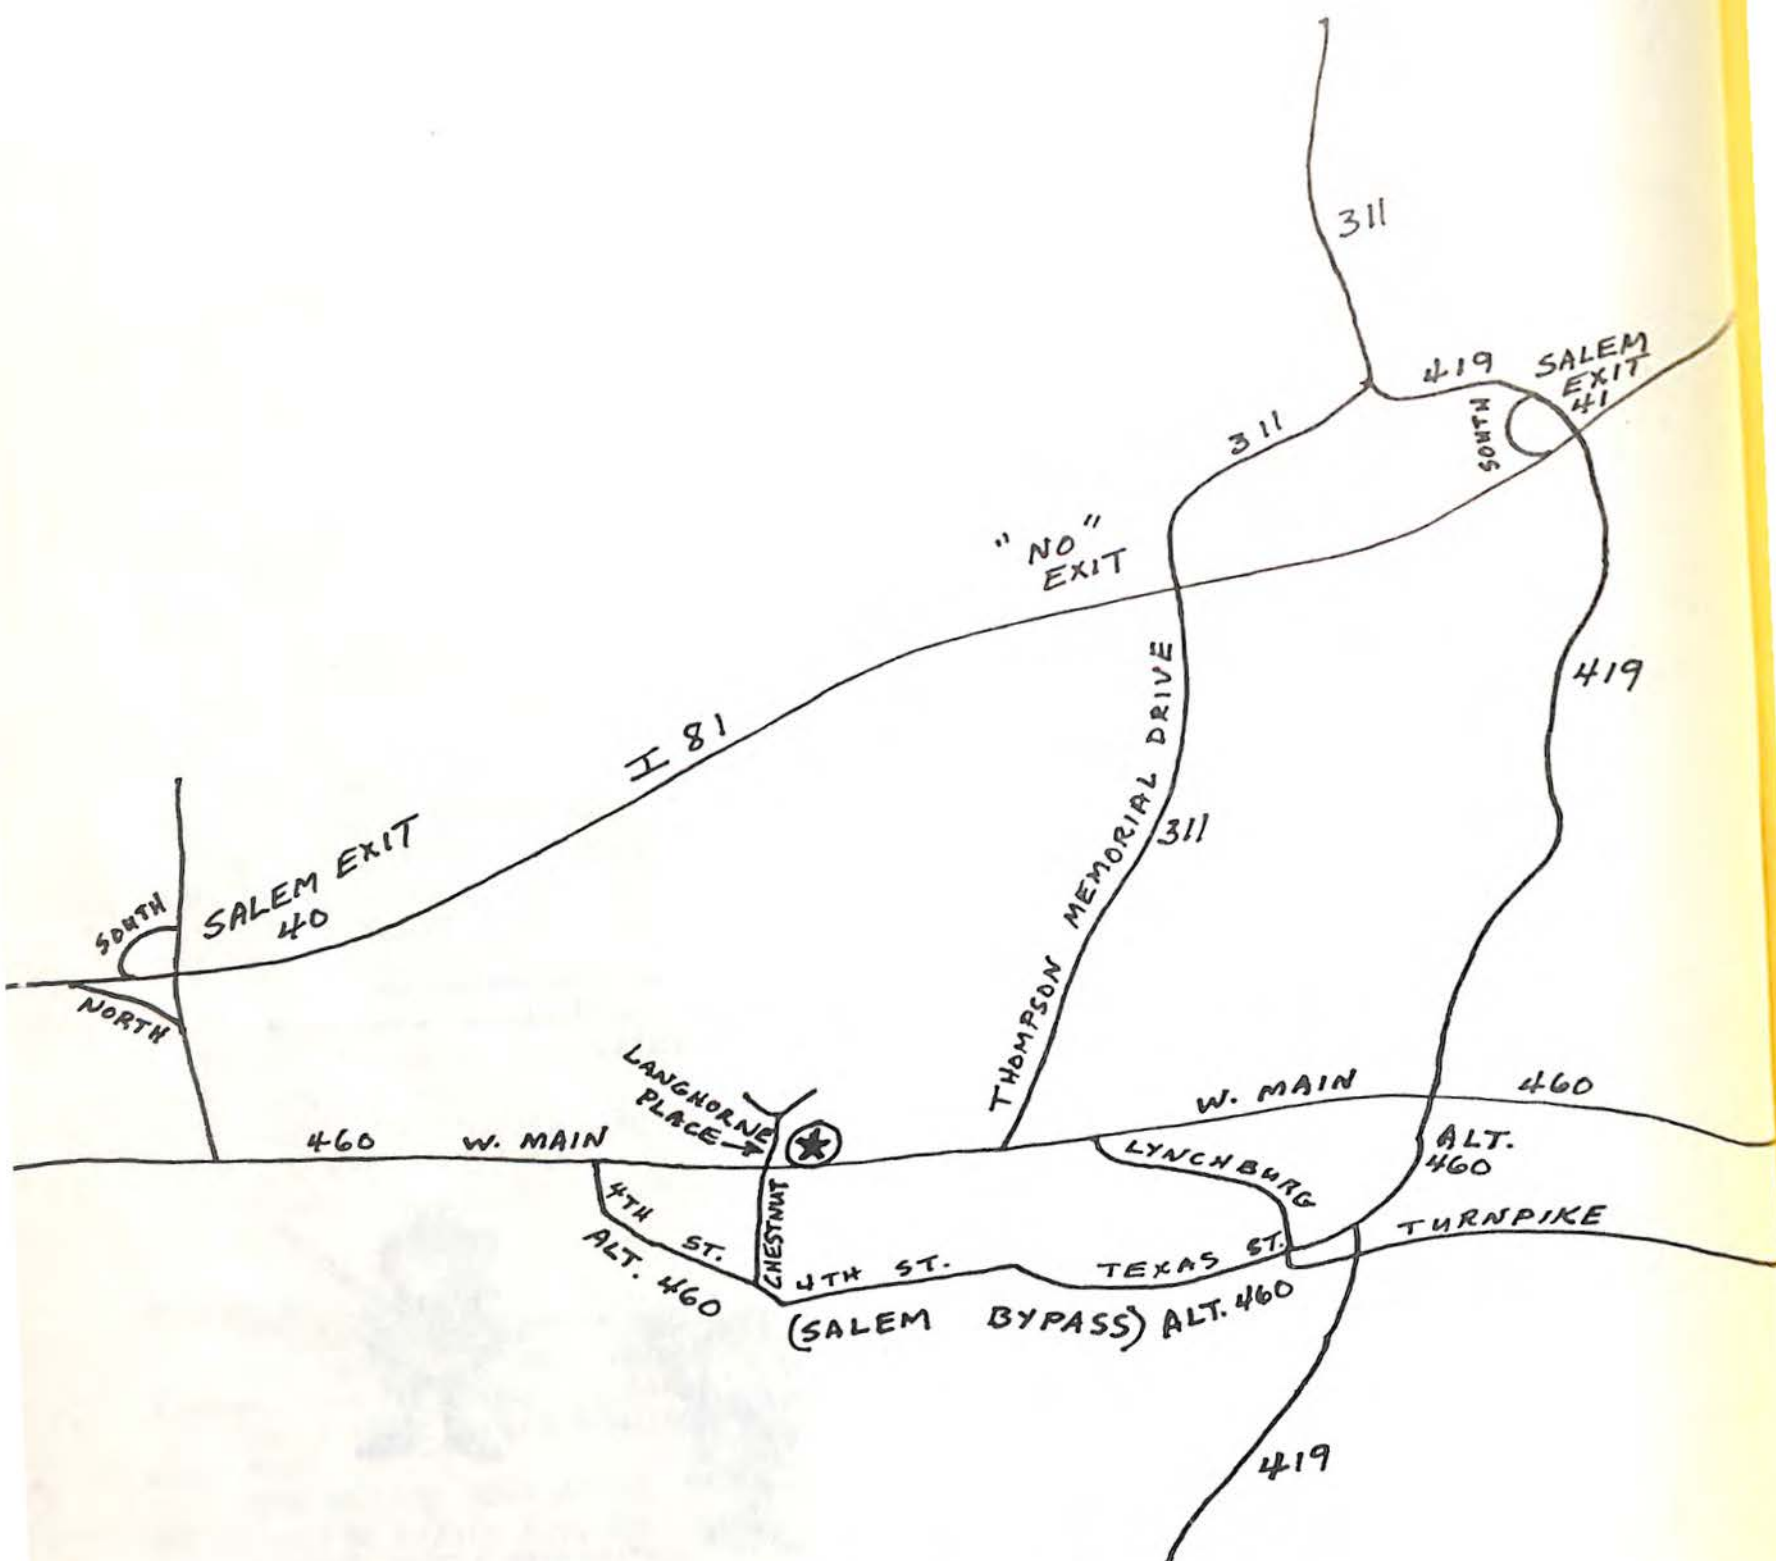 311
419
SALEM
EXIT
41
SOUTH
311
"NO"
EXIT
419
I 81
THOMPSON MEMORIAL DRIVE
311
SALEM EXIT
40
SOUTH
NORTH
LANGHORNE
PLACE
460 W. MAIN
W. MAIN 460
LYNCHBURG
ALT.
460
4TH ST.
ALT. 460
CHESTNUT
4TH ST.
TEXAS ST.
TURNPIKE
(SALEM BYPASS) ALT. 460
419